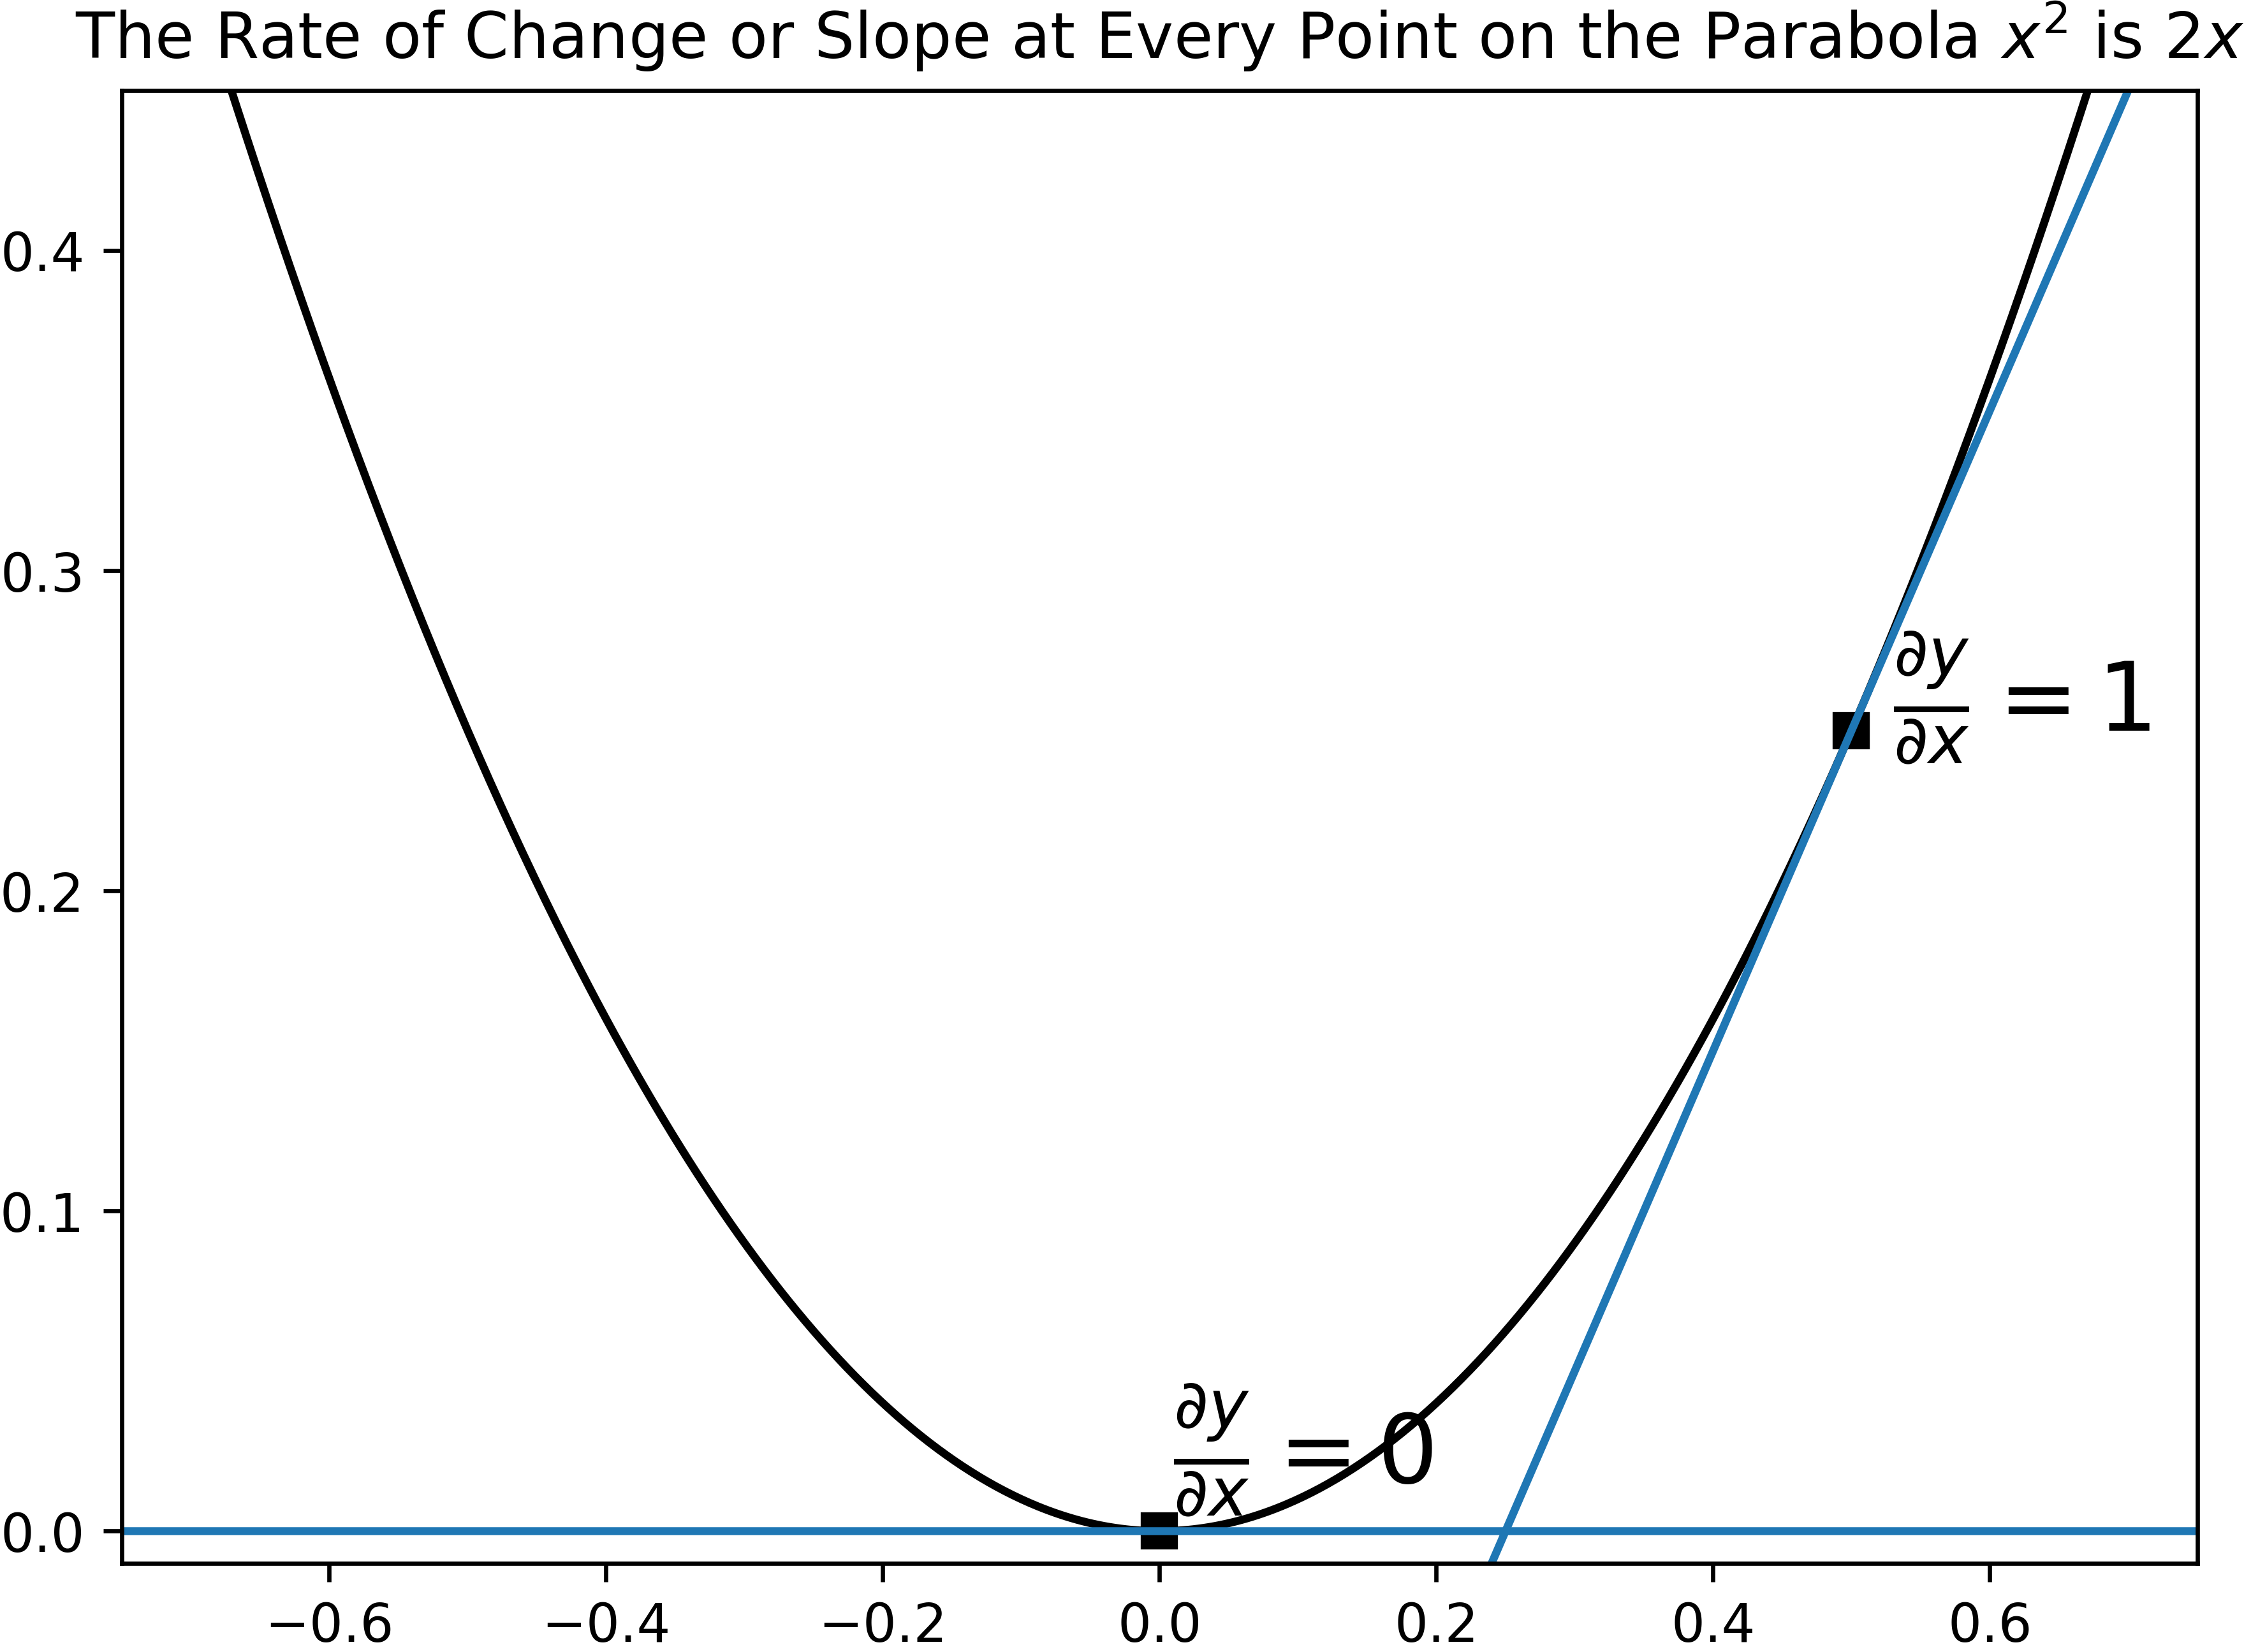 The Rate of Change or Slope at Every Point on the Parabola x² is 2x
0.4
0.3
∂y/∂x = 1
0.2
0.1
∂y/∂x = 0
0.0
−0.6 −0.4 −0.2 0.0 0.2 0.4 0.6